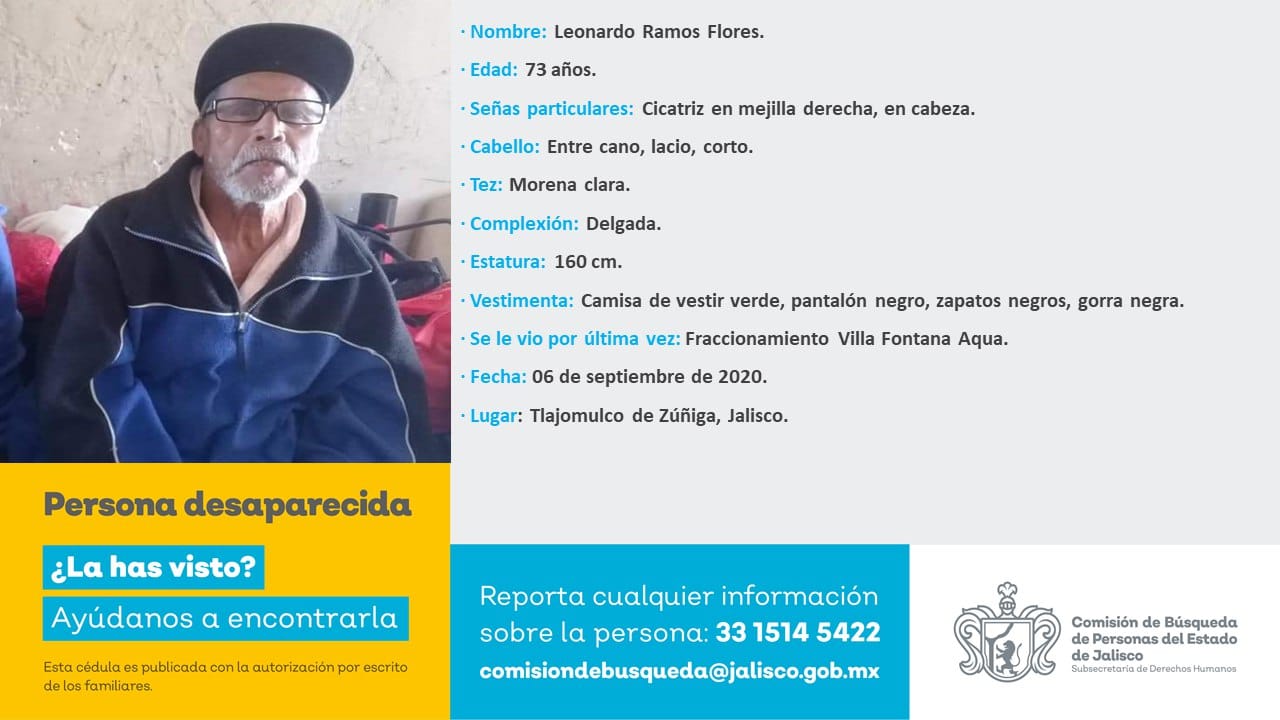 · Nombre: Leonardo Ramos Flores.
· Edad: 73 años.
· Señas particulares: Cicatriz en mejilla derecha, en cabeza.
· Cabello: Entre cano, lacio, corto.
· Tez: Morena clara.
· Complexión: Delgada.
· Estatura: 160 cm.
· Vestimenta: Camisa de vestir verde, pantalón negro, zapatos negros, gorra negra.
· Se le vio por última vez: Fraccionamiento Villa Fontana Aqua.
· Fecha: 06 de septiembre de 2020.
· Lugar: Tlajomulco de Zúñiga, Jalisco.
Persona desaparecida
¿La has visto?
Ayúdanos a encontrarla
Esta cédula es publicada con la autorización por escrito
de los familiares.
Reporta cualquier información
sobre la persona: 33 1514 5422
comisiondebusqueda@jalisco.gob.mx
Comisión de Búsqueda
de Personas del Estado
de Jalisco
Subsecretaría de Derechos Humanos